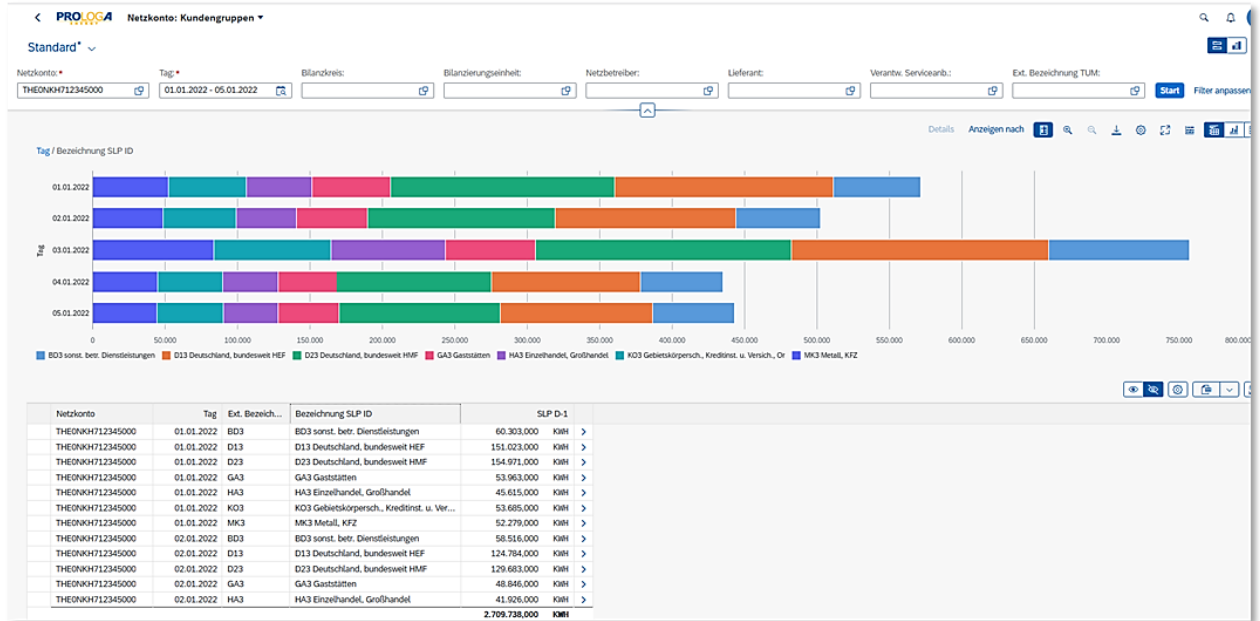 PROLOGA Netzkonto: Kundengruppen
ENERGY
Standard*
Netzkonto:* Tag:* Bilanzkreis: Bilanzierungseinheit: Netzbetreiber: Lieferant: Verantw. Serviceanb.: Ext. Bezeichnung TUM:
THE0NKH712345000 01.01.2022 - 05.01.2022 Start Filter anpassen
Details Anzeigen nach
Tag / Bezeichnung SLP ID
01.01.2022
02.01.2022
Tag
03.01.2022
04.01.2022
05.01.2022
0 50.000 100.000 150.000 200.000 250.000 300.000 350.000 400.000 450.000 500.000 550.000 600.000 650.000 700.000 750.000 800.000
BD3 sonst. betr. Dienstleistungen D13 Deutschland, bundesweit HEF D23 Deutschland, bundesweit HMF GA3 Gaststätten HA3 Einzelhandel, Großhandel KO3 Gebietskörpersch., Kreditinst. u. Versich., Or MK3 Metall, KFZ
Netzkonto Tag Ext. Bezeich... Bezeichnung SLP ID SLP D-1
THE0NKH712345000 01.01.2022 BD3 BD3 sonst. betr. Dienstleistungen 60.303,000 KWH
THE0NKH712345000 01.01.2022 D13 D13 Deutschland, bundesweit HEF 151.023,000 KWH
THE0NKH712345000 01.01.2022 D23 D23 Deutschland, bundesweit HMF 154.971,000 KWH
THE0NKH712345000 01.01.2022 GA3 GA3 Gaststätten 53.963,000 KWH
THE0NKH712345000 01.01.2022 HA3 HA3 Einzelhandel, Großhandel 45.615,000 KWH
THE0NKH712345000 01.01.2022 KO3 KO3 Gebietskörpersch., Kreditinst. u. Ver... 53.685,000 KWH
THE0NKH712345000 01.01.2022 MK3 MK3 Metall, KFZ 52.279,000 KWH
THE0NKH712345000 02.01.2022 BD3 BD3 sonst. betr. Dienstleistungen 58.516,000 KWH
THE0NKH712345000 02.01.2022 D13 D13 Deutschland, bundesweit HEF 124.784,000 KWH
THE0NKH712345000 02.01.2022 D23 D23 Deutschland, bundesweit HMF 129.683,000 KWH
THE0NKH712345000 02.01.2022 GA3 GA3 Gaststätten 48.846,000 KWH
THE0NKH712345000 02.01.2022 HA3 HA3 Einzelhandel, Großhandel 41.926,000 KWH
2.709.738,000 KWH